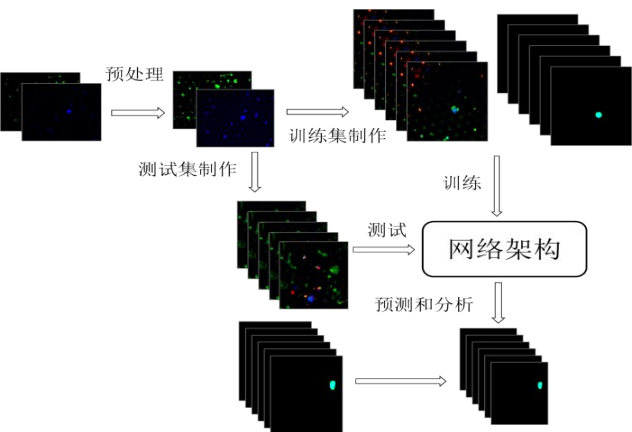 预处理
训练集制作
测试集制作
训练
测试
网络架构
预测和分析